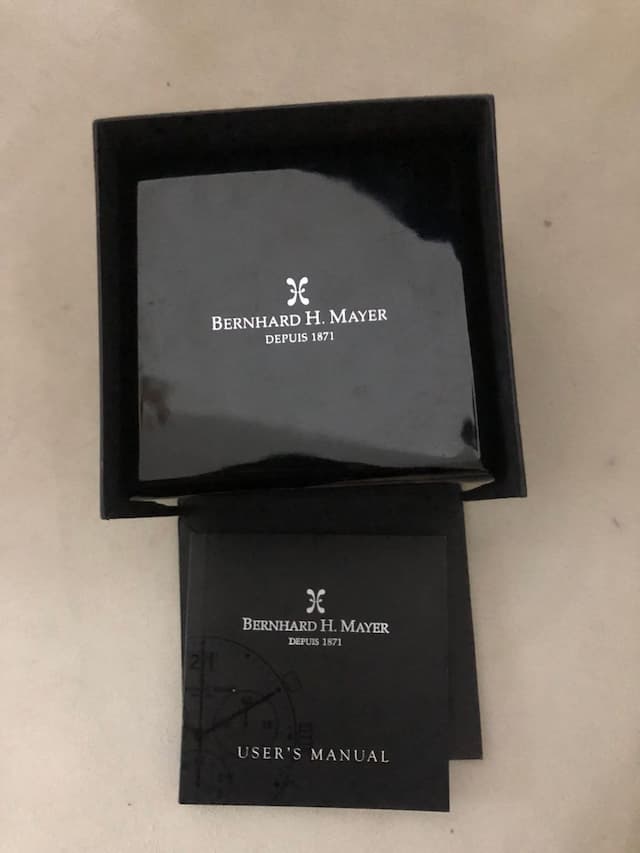 BERNHARD H. MAYER
DEPUIS 1871
BERNHARD H. MAYER
DEPUIS 1871
USER'S MANUAL